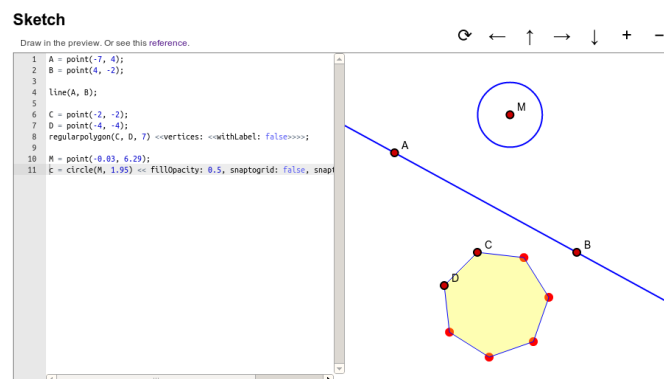 Sketch
Draw in the preview. Or see this reference.
1 A = point(-7, 4);
2 B = point(4, -2);
3
4 line(A, B);
5
6 C = point(-2, -2);
7 D = point(-4, -4);
8 regularpolygon(C, D, 7) <<vertices: <<withLabel: false>>>>;
9
10 M = point(-0.03, 6.29);
11 c = circle(M, 1.95) << fillOpacity: 0.5, snaptogrid: false, snapt
M
A
B
C
D